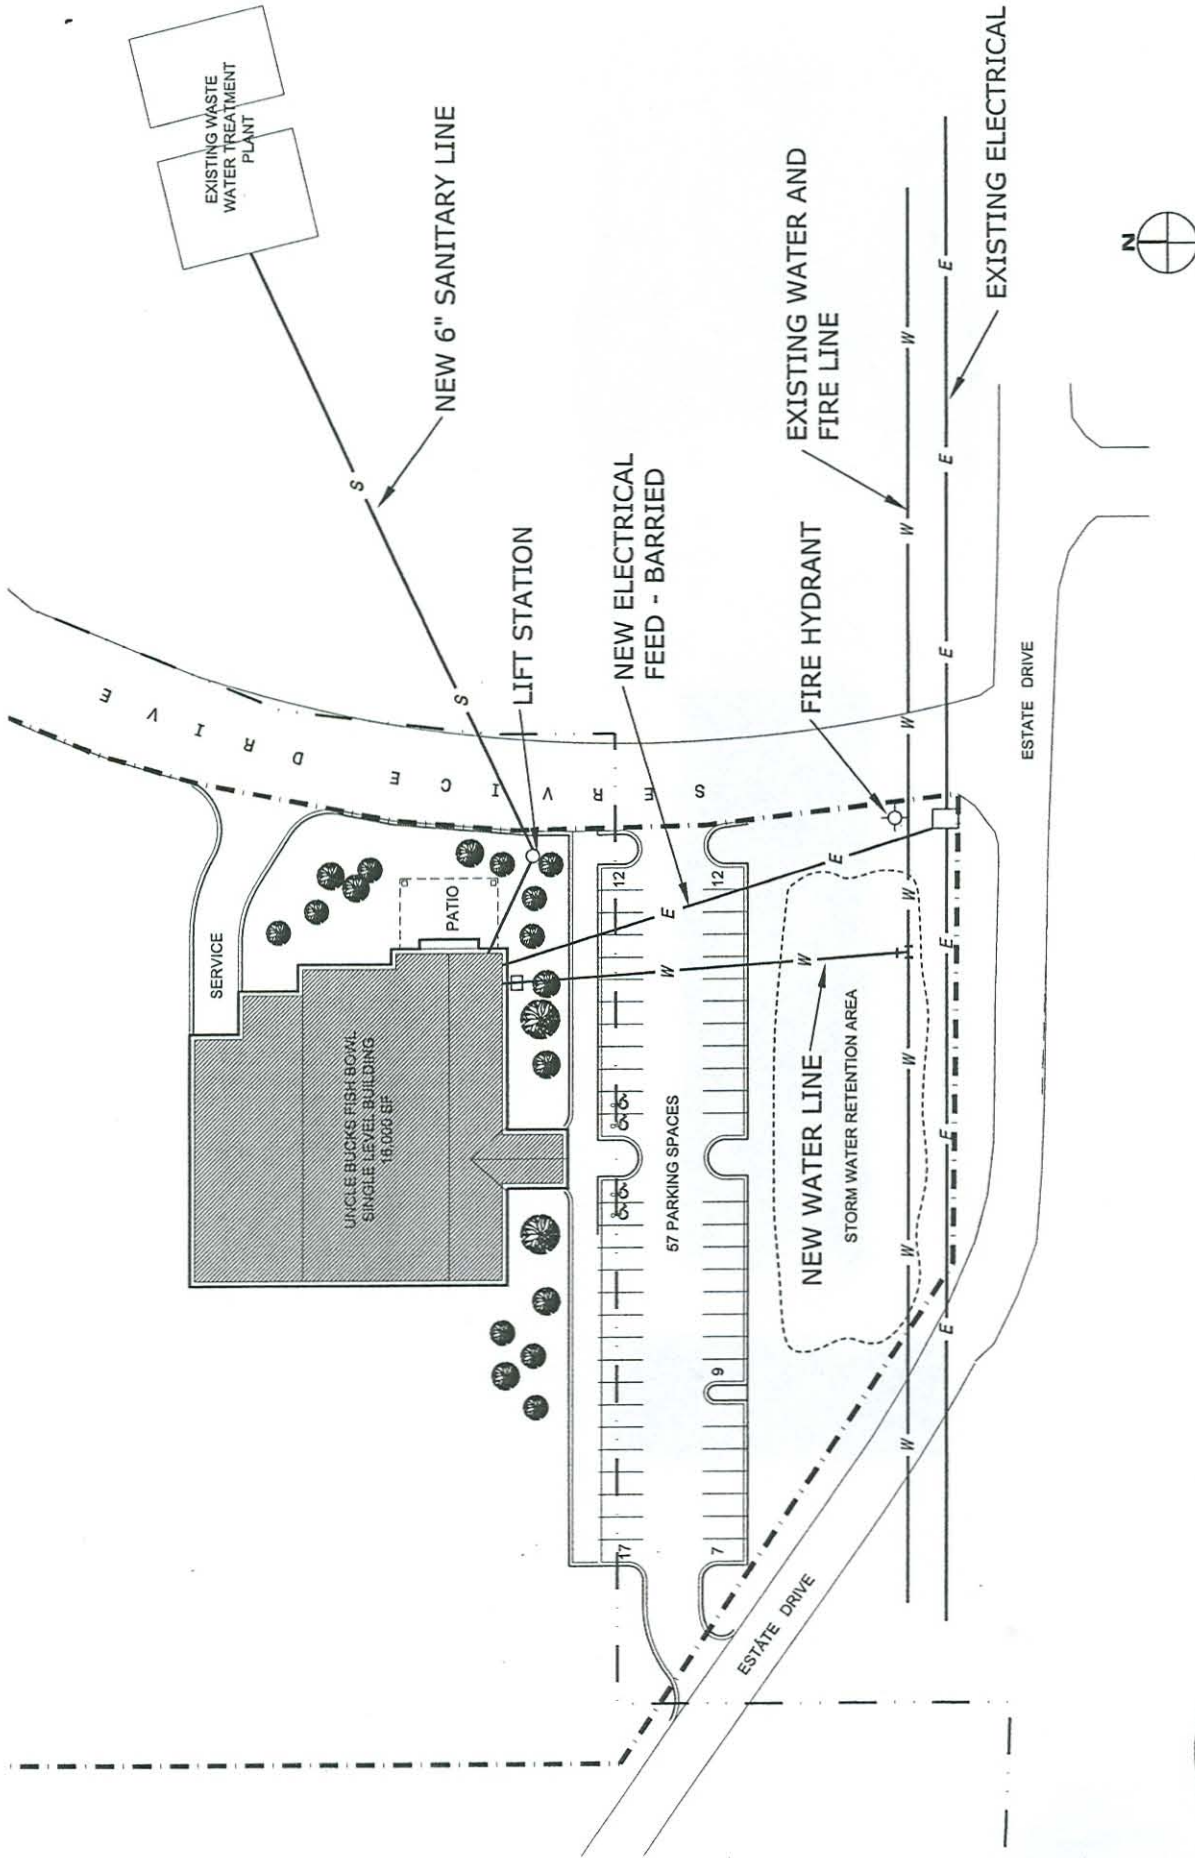 EXISTING WASTE
WATER TREATMENT
PLANT
NEW 6" SANITARY LINE
S
S
LIFT STATION
SERVICE DRIVE
SERVICE
PATIO
UNCLE BUCKS FISH BOWL
SINGLE LEVEL BUILDING
16,000 SF
NEW ELECTRICAL
FEED - BARRIED
12
12
17
7
9
57 PARKING SPACES
E
E
W
W
NEW WATER LINE
STORM WATER RETENTION AREA
FIRE HYDRANT
EXISTING WATER AND
FIRE LINE
W
W
W
W
W
W
W
EXISTING ELECTRICAL
E
E
E
E
E
E
ESTATE DRIVE
ESTATE DRIVE
N